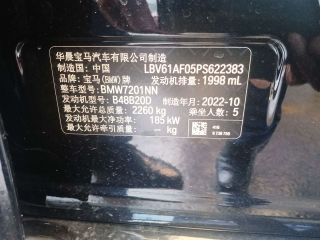 华晨宝马汽车有限公司制造
制造国: 中国 LBV61AF05PS622383
品牌: 宝马(BMW)牌 发动机排量: 1998 mL
整车型号: BMW7201NN
发动机型号: B48B20D 制造年月: 2022-10
最大允许总质量: 2260 kg 乘坐人数: 5
发动机最大净功率: 185 kW
最大允许牵引质量: - kg